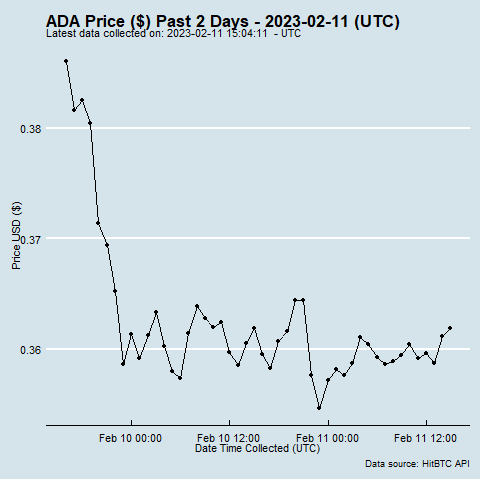 ADA Price ($) Past 2 Days - 2023-02-11 (UTC)
Latest data collected on: 2023-02-11 15:04:11  - UTC
0.38
0.37
0.36
Price USD ($)
Feb 10 00:00 Feb 10 12:00 Feb 11 00:00 Feb 11 12:00
Date Time Collected (UTC)
Data source: HitBTC API